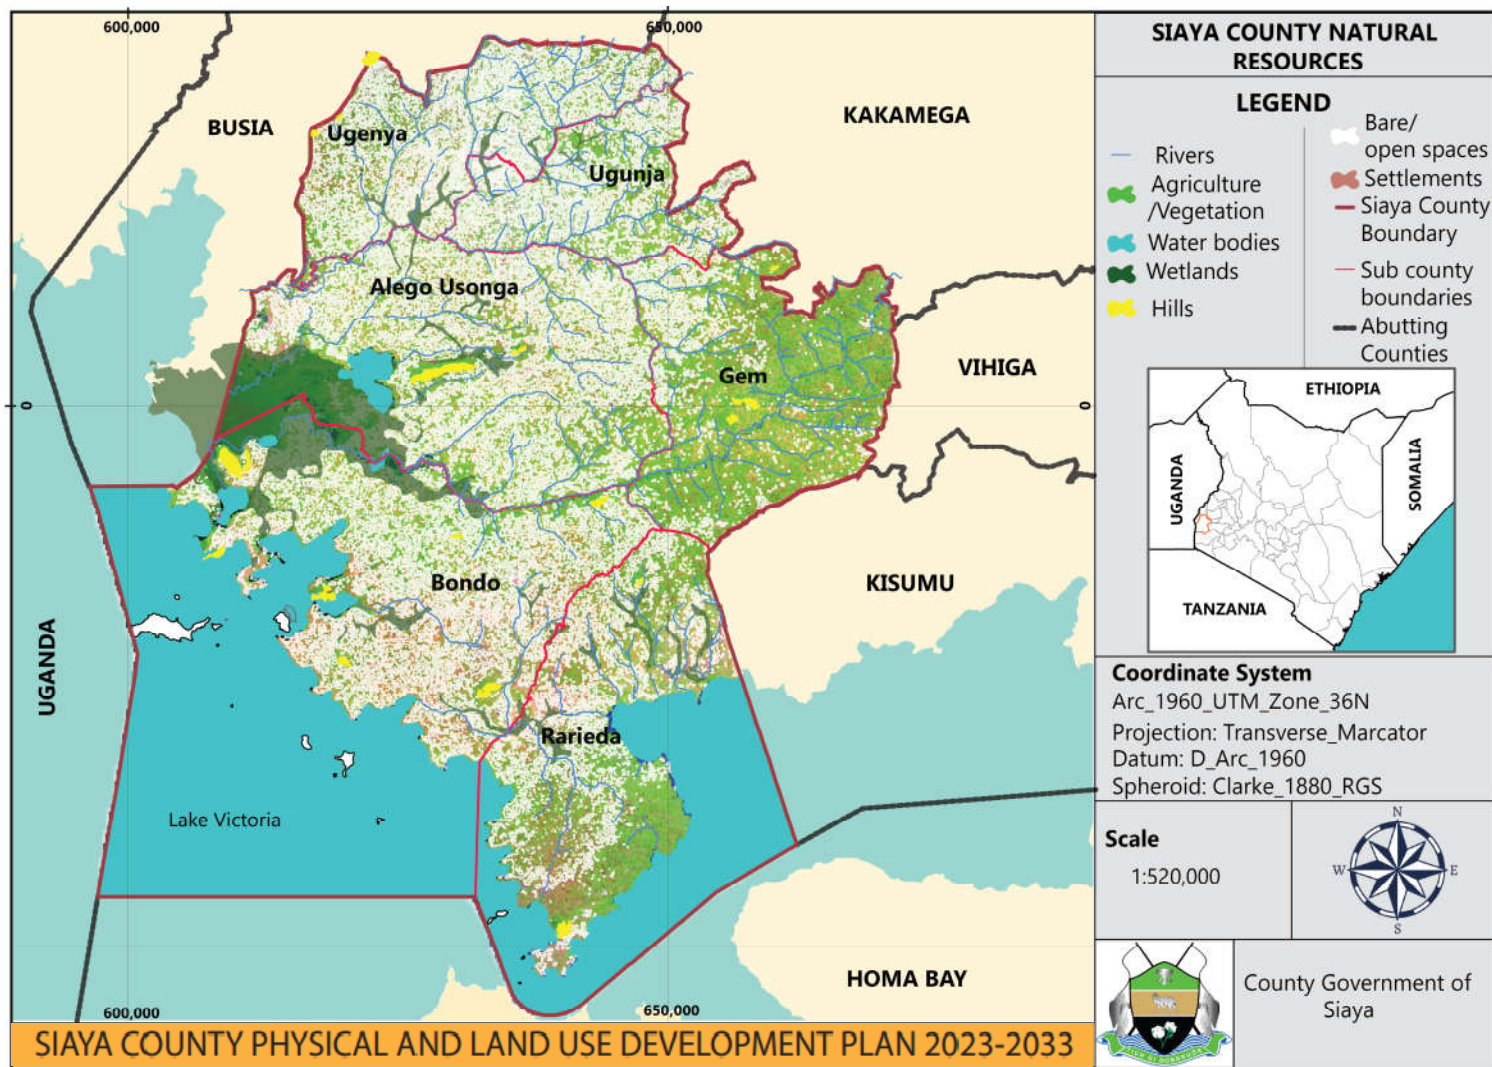 600,000
650,000
BUSIA
KAKAMEGA
Ugenya
Ugunja
Alego Usonga
Gem
VIHIGA
0
0
Bondo
KISUMU
UGANDA
Rarieda
Lake Victoria
HOMA BAY
600,000
650,000
SIAYA COUNTY PHYSICAL AND LAND USE DEVELOPMENT PLAN 2023-2033
SIAYA COUNTY NATURAL
RESOURCES
LEGEND
Rivers
Agriculture
/Vegetation
Water bodies
Wetlands
Hills
Bare/
open spaces
Settlements
Siaya County
Boundary
Sub county
boundaries
Abutting
Counties
ETHIOPIA
UGANDA
SOMALIA
TANZANIA
Coordinate System
Arc_1960_UTM_Zone_36N
Projection: Transverse_Marcator
Datum: D_Arc_1960
Spheroid: Clarke_1880_RGS
Scale
1:520,000
N
W
E
S
County Government of
Siaya